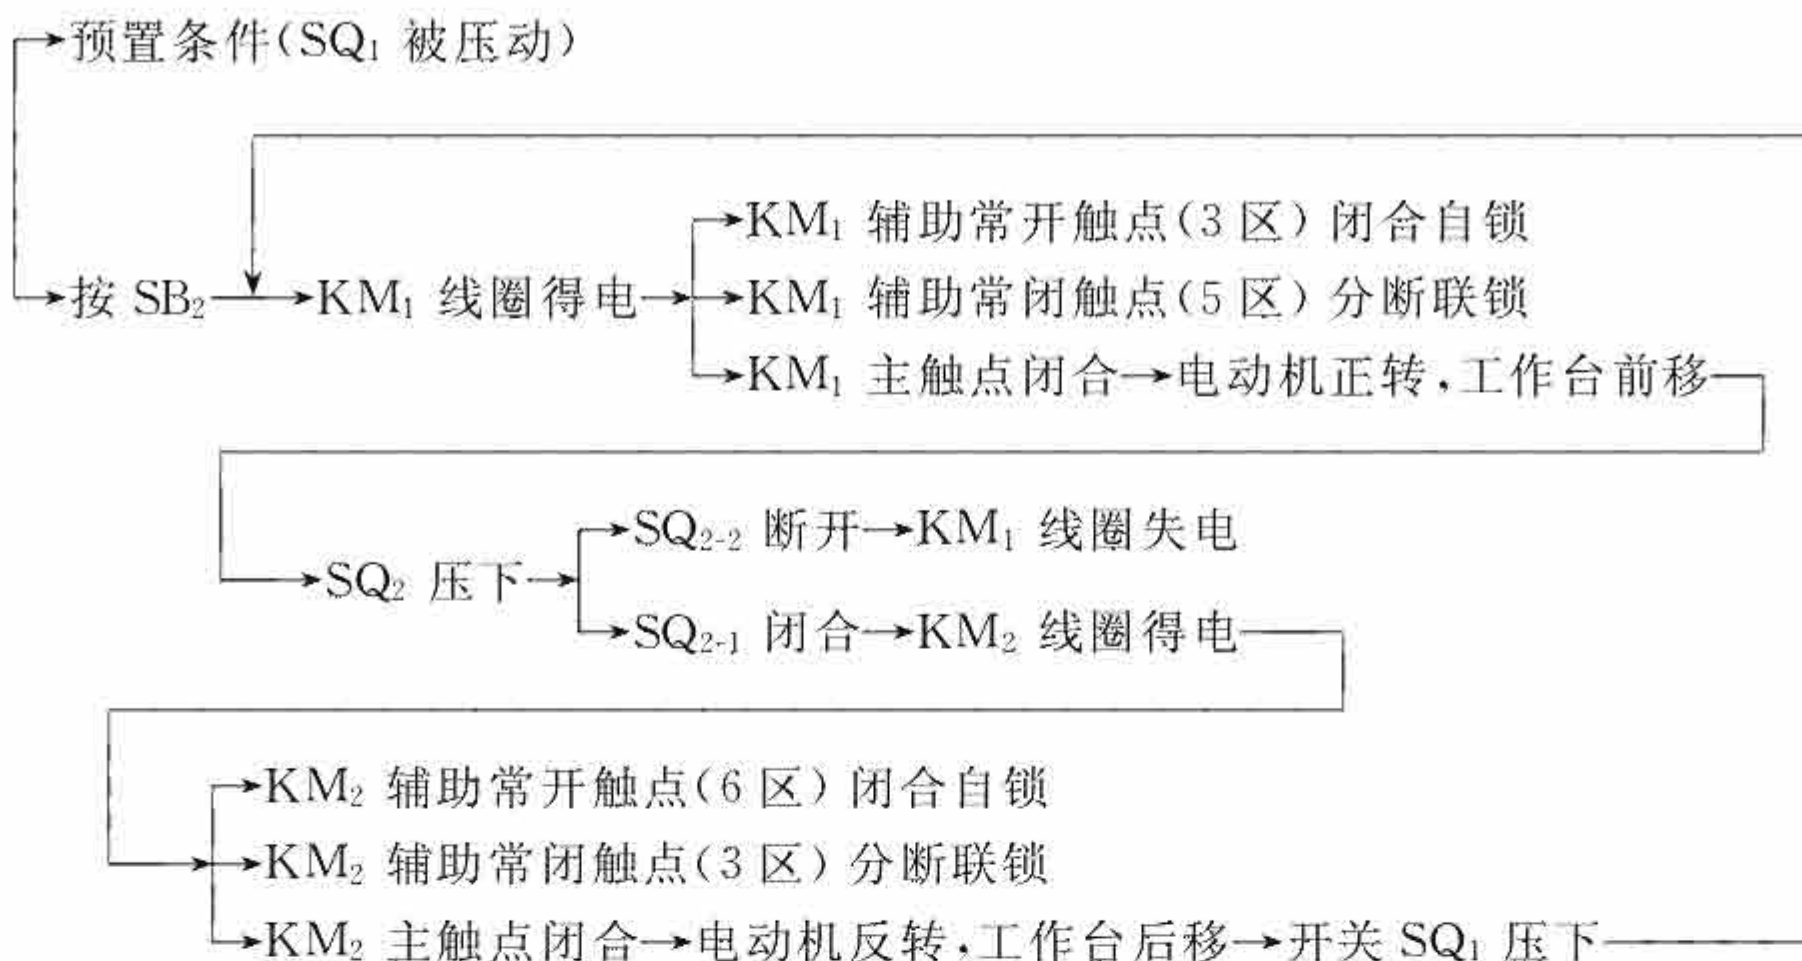 预置条件(SQ₁ 被压动)
KM₁ 辅助常开触点(3 区) 闭合自锁
按 SB₂→KM₁ 线圈得电→KM₁ 辅助常闭触点(5 区) 分断联锁
KM₁ 主触点闭合→电动机正转,工作台前移
SQ₂₋₂ 断开→KM₁ 线圈失电
SQ₂ 压下
SQ₂₋₁ 闭合→KM₂ 线圈得电
KM₂ 辅助常开触点(6 区) 闭合自锁
KM₂ 辅助常闭触点(3 区) 分断联锁
KM₂ 主触点闭合→电动机反转,工作台后移→开关 SQ₁ 压下